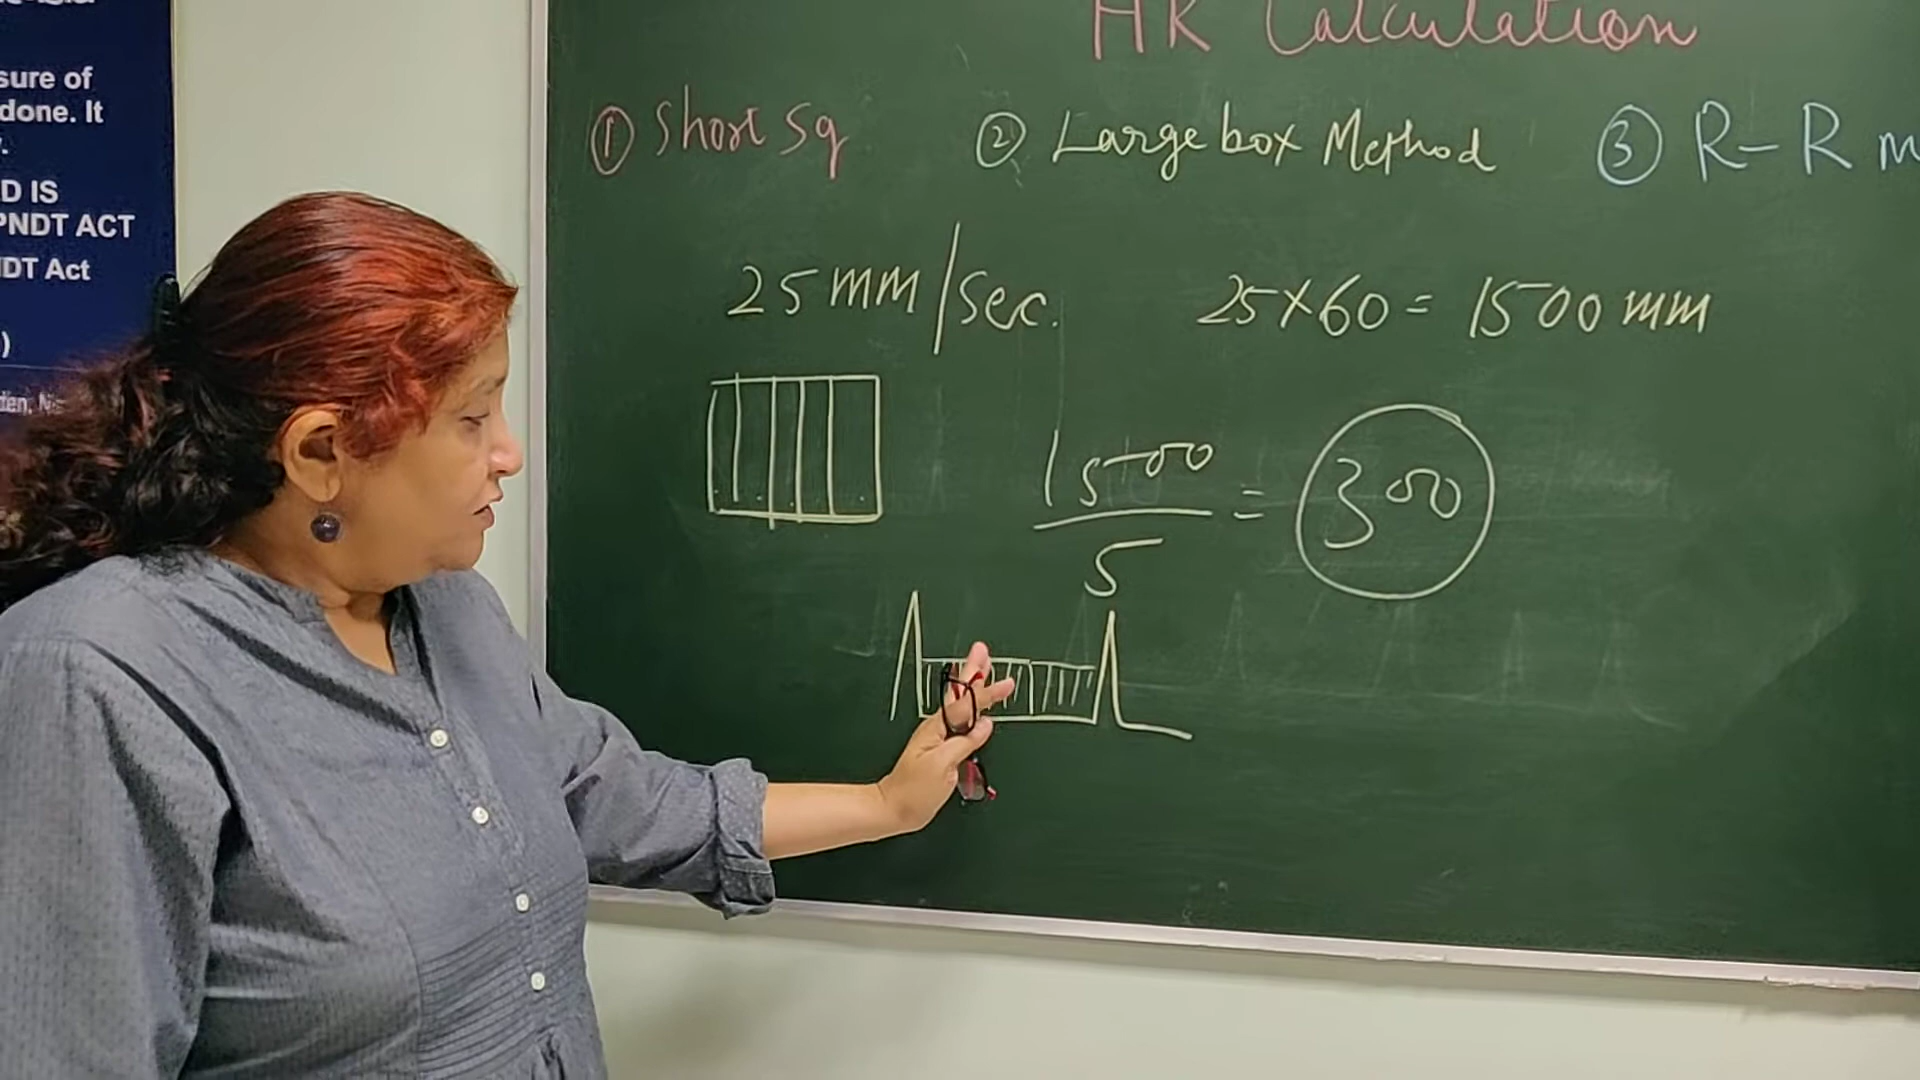 sure of
done. It
D IS
PNDT ACT
NDT Act
)
HR Calculation
① Short Sq
② Large box Method
③ R-R m
25 mm/sec.
25×60 = 1500 mm
1500
5
= 300